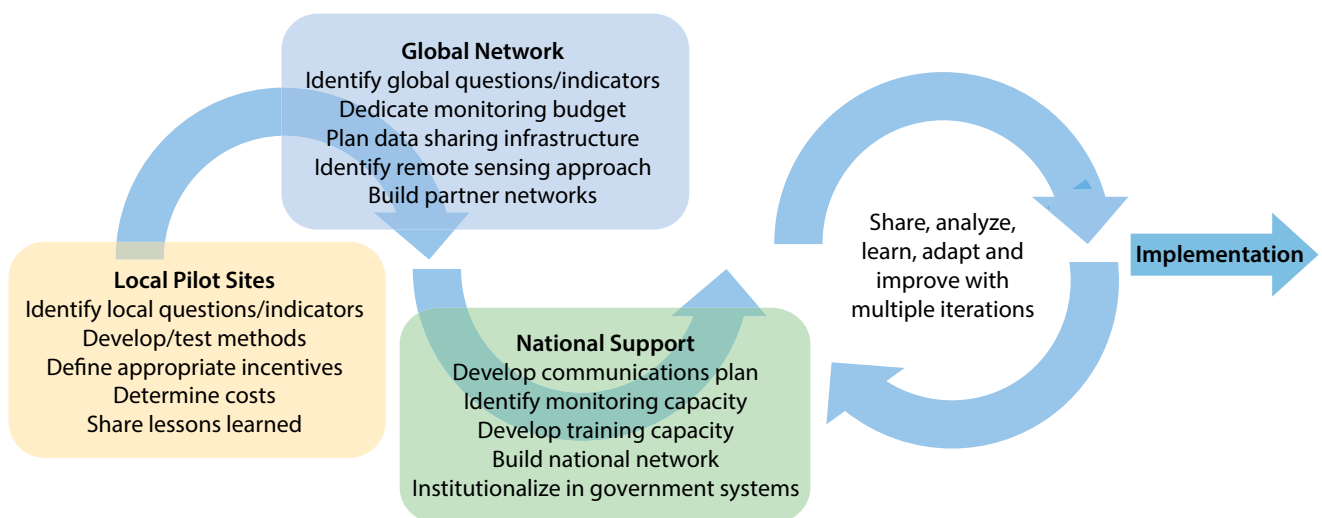 Global Network
Identify global questions/indicators
Dedicate monitoring budget
Plan data sharing infrastructure
Identify remote sensing approach
Build partner networks
Local Pilot Sites
Identify local questions/indicators
Develop/test methods
Define appropriate incentives
Determine costs
Share lessons learned
National Support
Develop communications plan
Identify monitoring capacity
Develop training capacity
Build national network
Institutionalize in government systems
Share, analyze,
learn, adapt and
improve with
multiple iterations
Implementation